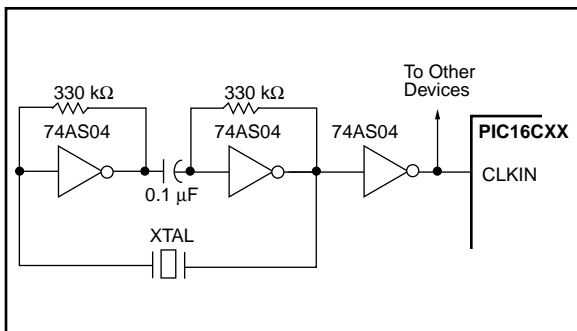 To Other
Devices
330 kΩ
330 kΩ
74AS04
74AS04
74AS04
PIC16CXX
CLKIN
0.1 µF
XTAL